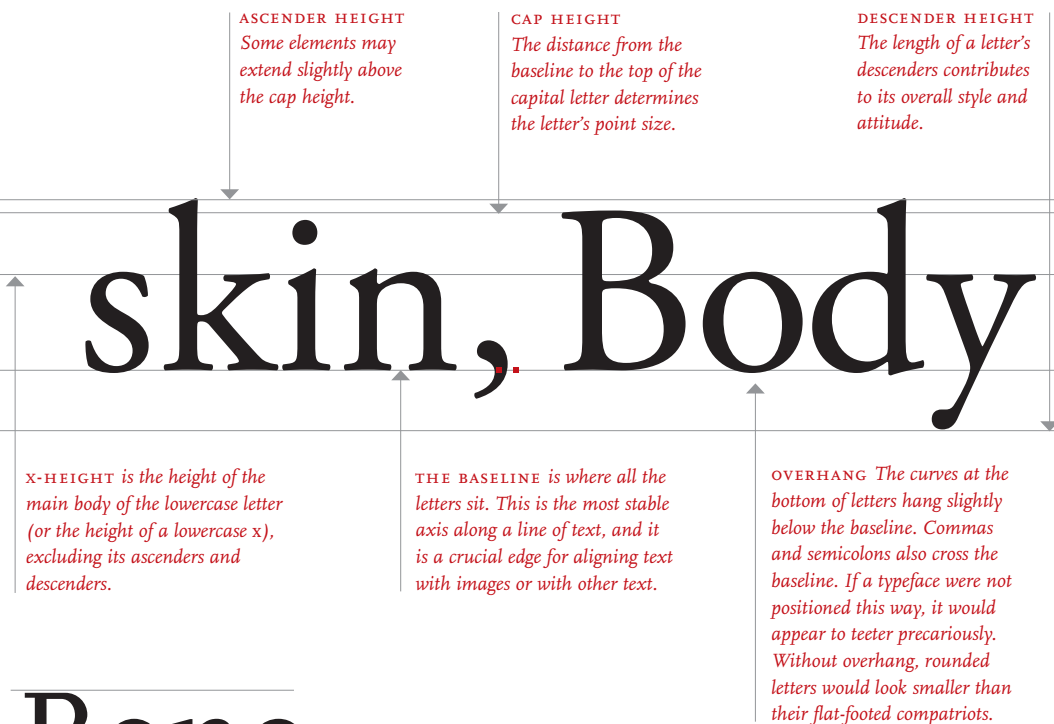 ASCENDER HEIGHT
Some elements may
extend slightly above
the cap height.
CAP HEIGHT
The distance from the
baseline to the top of the
capital letter determines
the letter’s point size.
DESCENDER HEIGHT
The length of a letter’s
descenders contributes
to its overall style and
attitude.
skin, Body
X-HEIGHT is the height of the
main body of the lowercase letter
(or the height of a lowercase x),
excluding its ascenders and
descenders.
THE BASELINE is where all the
letters sit. This is the most stable
axis along a line of text, and it
is a crucial edge for aligning text
with images or with other text.
OVERHANG The curves at the
bottom of letters hang slightly
below the baseline. Commas
and semicolons also cross the
baseline. If a typeface were not
positioned this way, it would
appear to teeter precariously.
Without overhang, rounded
letters would look smaller than
their flat-footed compatriots.